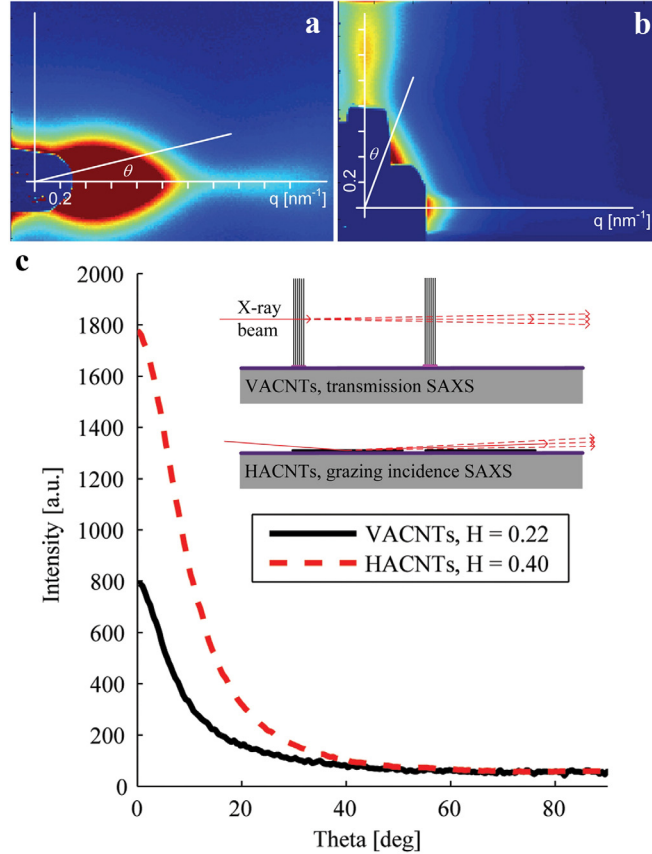 a
θ
0.2
q [nm⁻¹]
b
θ
0.2
q [nm⁻¹]
c
2000
1800
1600
1400
1200
1000
800
600
400
200
0
Intensity [a.u.]
X-ray
beam
VACNTs, transmission SAXS
HACNTs, grazing incidence SAXS
VACNTs, H = 0.22
HACNTs, H = 0.40
0 20 40 60 80
Theta [deg]